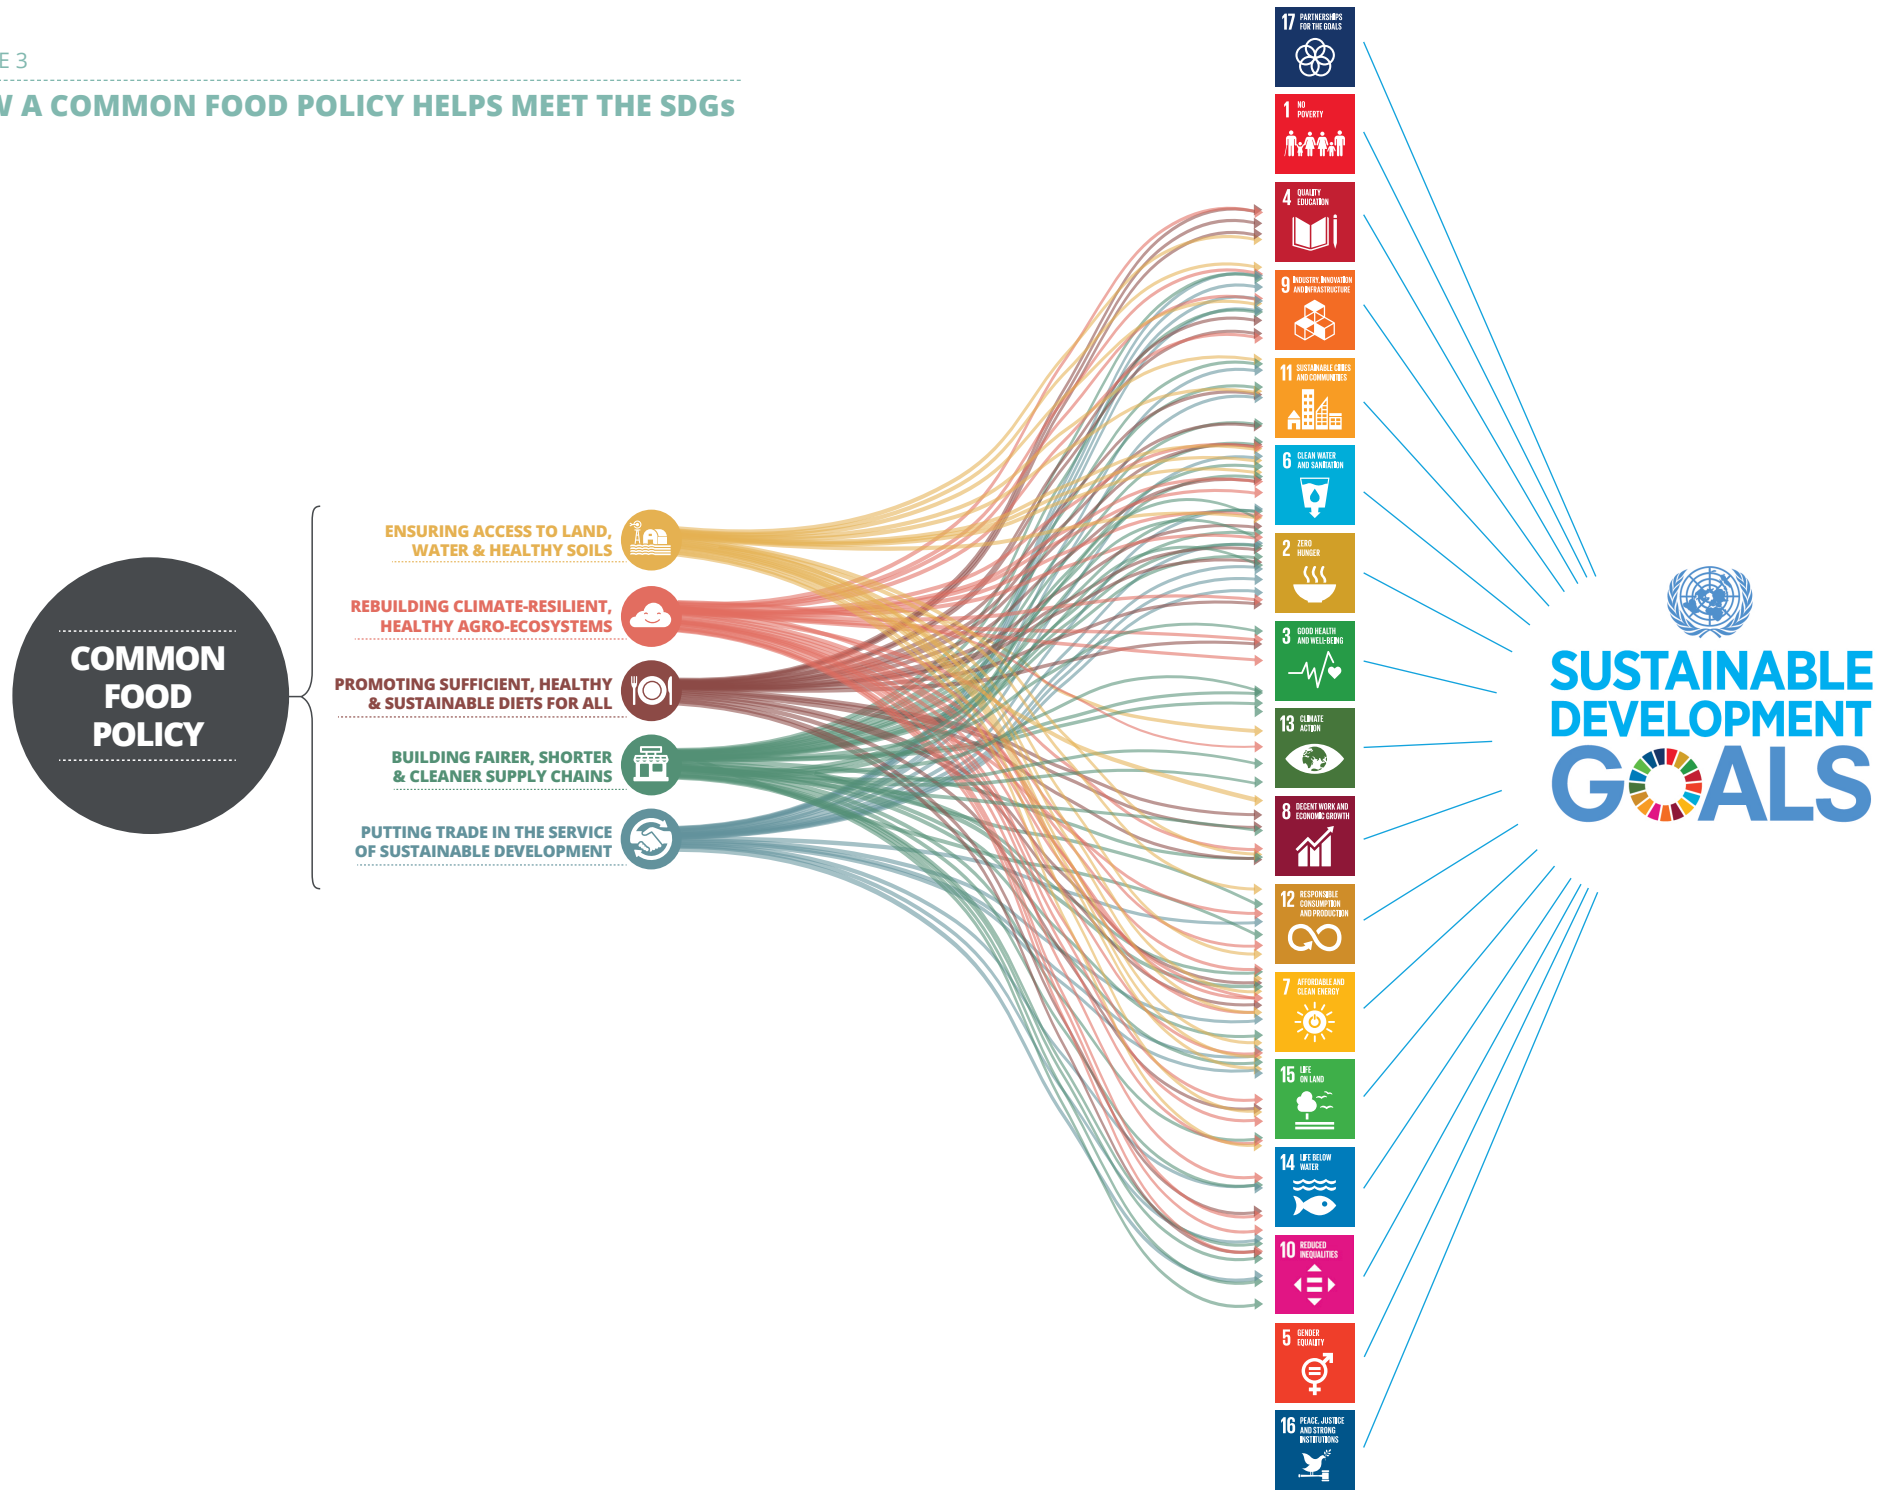 E 3
W A COMMON FOOD POLICY HELPS MEET THE SDGs
COMMON
FOOD
POLICY
ENSURING ACCESS TO LAND,
WATER & HEALTHY SOILS
REBUILDING CLIMATE-RESILIENT,
HEALTHY AGRO-ECOSYSTEMS
PROMOTING SUFFICIENT, HEALTHY
& SUSTAINABLE DIETS FOR ALL
BUILDING FAIRER, SHORTER
& CLEANER SUPPLY CHAINS
PUTTING TRADE IN THE SERVICE
OF SUSTAINABLE DEVELOPMENT
17 PARTNERSHIPS
FOR THE GOALS
1 NO
POVERTY
4 QUALITY
EDUCATION
9 INDUSTRY, INNOVATION
AND INFRASTRUCTURE
11 SUSTAINABLE CITIES
AND COMMUNITIES
6 CLEAN WATER
AND SANITATION
2 ZERO
HUNGER
3 GOOD HEALTH
AND WELL-BEING
13 CLIMATE
ACTION
8 DECENT WORK AND
ECONOMIC GROWTH
12 RESPONSIBLE
CONSUMPTION
AND PRODUCTION
7 AFFORDABLE AND
CLEAN ENERGY
15 LIFE
ON LAND
14 LIFE BELOW
WATER
10 REDUCED
INEQUALITIES
5 GENDER
EQUALITY
16 PEACE, JUSTICE
AND STRONG
INSTITUTIONS
SUSTAINABLE
DEVELOPMENT
GOALS